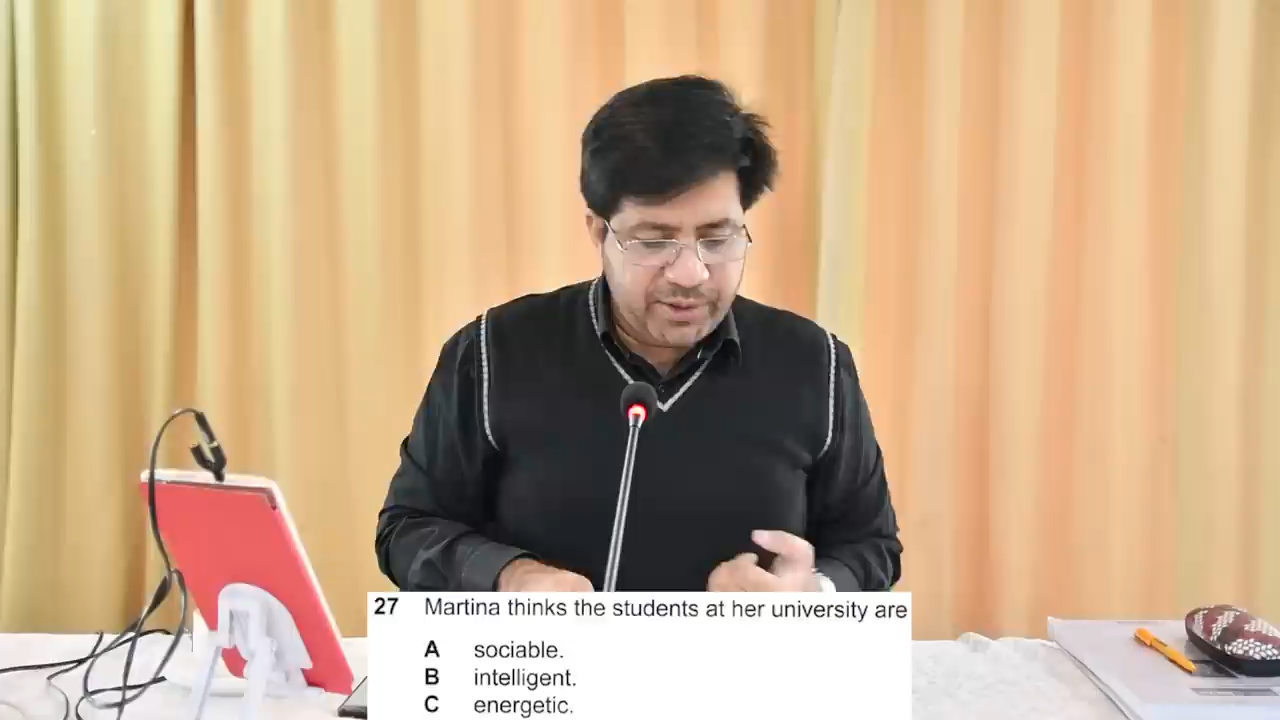 27 Martina thinks the students at her university are
A sociable.
B intelligent.
C energetic.